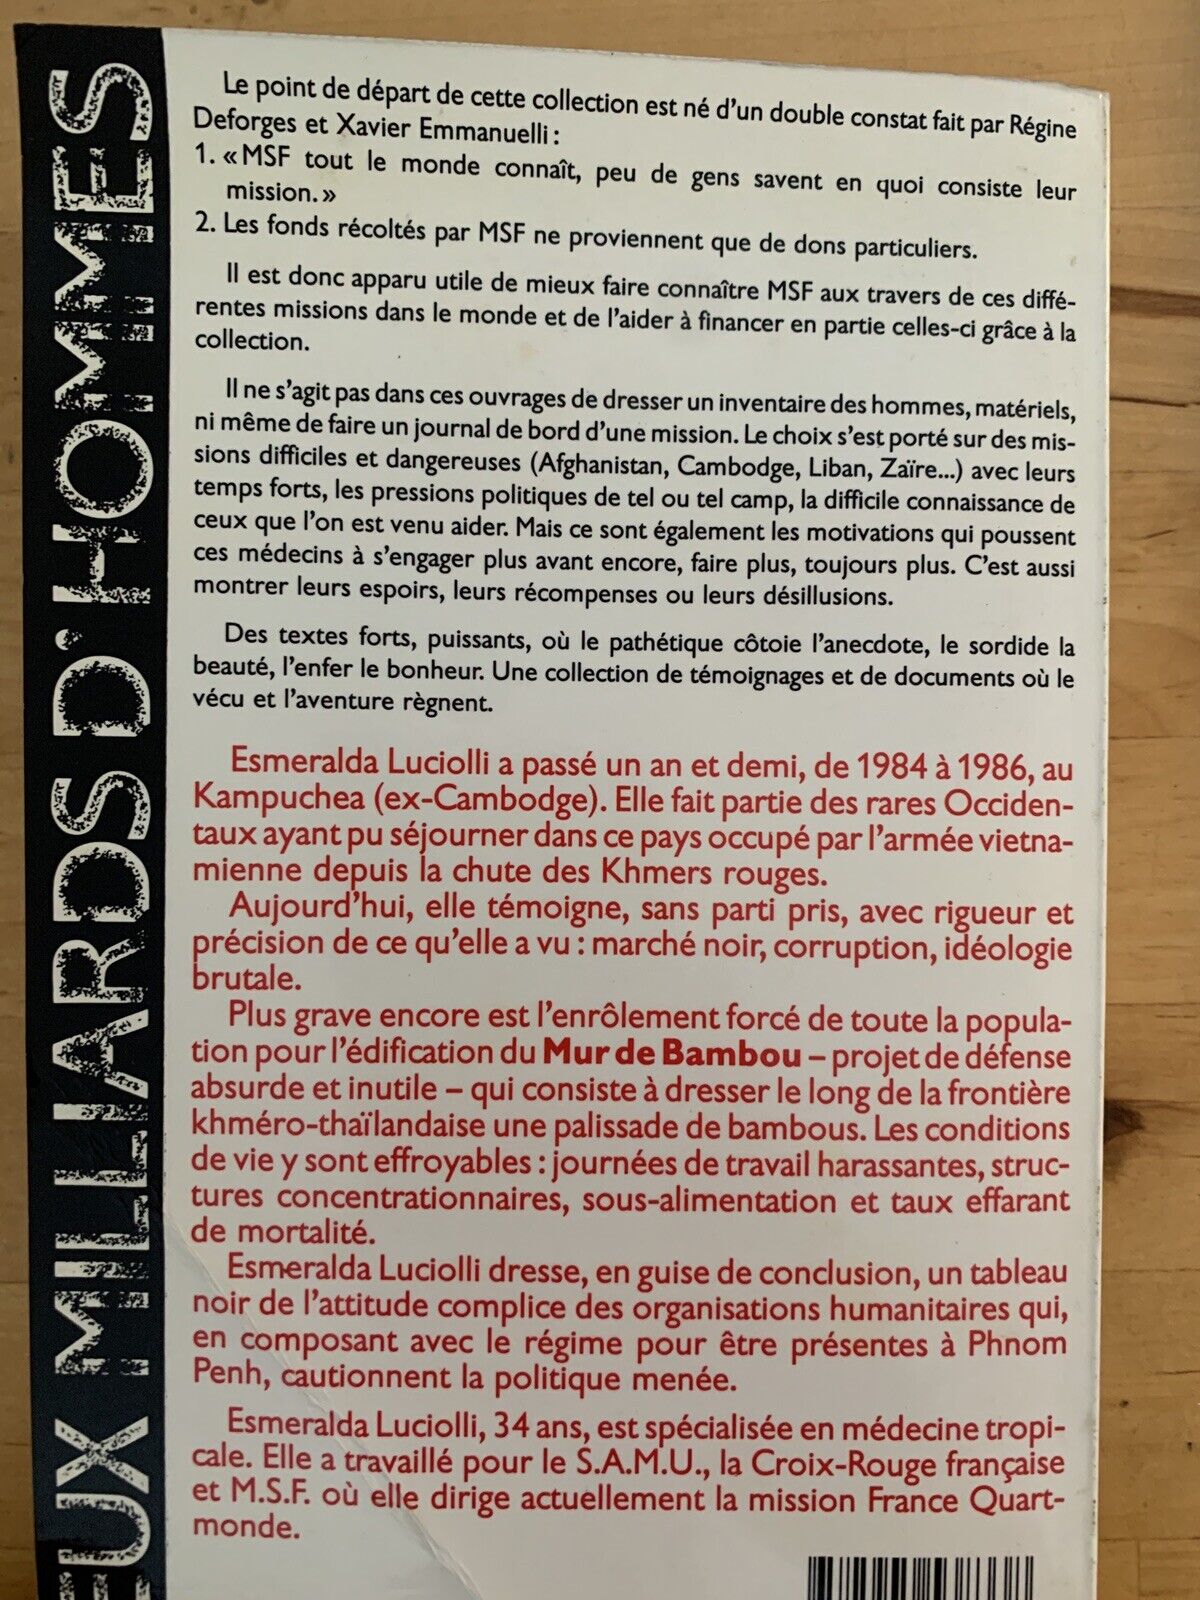 EUX MILLIARDS D'HOMMES
Le point de départ de cette collection est né d'un double constat fait par Régine
Deforges et Xavier Emmanuelli :
1. « MSF tout le monde connaît, peu de gens savent en quoi consiste leur
mission. »
2. Les fonds récoltés par MSF ne proviennent que de dons particuliers.
Il est donc apparu utile de mieux faire connaître MSF aux travers de ces diffé-
rentes missions dans le monde et de l'aider à financer en partie celles-ci grâce à la
collection.
Il ne s'agit pas dans ces ouvrages de dresser un inventaire des hommes, matériels,
ni même de faire un journal de bord d'une mission. Le choix s'est porté sur des mis-
sions difficiles et dangereuses (Afghanistan, Cambodge, Liban, Zaïre...) avec leurs
temps forts, les pressions politiques de tel ou tel camp, la difficile connaissance de
ceux que l'on est venu aider. Mais ce sont également les motivations qui poussent
ces médecins à s'engager plus avant encore, faire plus, toujours plus. C'est aussi
montrer leurs espoirs, leurs récompenses ou leurs désillusions.
Des textes forts, puissants, où le pathétique côtoie l'anecdote, le sordide la
beauté, l'enfer le bonheur. Une collection de témoignages et de documents où le
vécu et l'aventure règnent.
Esmeralda Luciolli a passé un an et demi, de 1984 à 1986, au
Kampuchea (ex-Cambodge). Elle fait partie des rares Occiden-
taux ayant pu séjourner dans ce pays occupé par l'armée vietna-
mienne depuis la chute des Khmers rouges.
Aujourd'hui, elle témoigne, sans parti pris, avec rigueur et
précision de ce qu'elle a vu : marché noir, corruption, idéologie
brutale.
Plus grave encore est l'enrôlement forcé de toute la popula-
tion pour l'édification du Mur de Bambou – projet de défense
absurde et inutile – qui consiste à dresser le long de la frontière
khméro-thaïlandaise une palissade de bambous. Les conditions
de vie y sont effroyables : journées de travail harassantes, struc-
tures concentrationnaires, sous-alimentation et taux effarant
de mortalité.
Esmeralda Luciolli dresse, en guise de conclusion, un tableau
noir de l'attitude complice des organisations humanitaires qui,
en composant avec le régime pour être présentes à Phnom
Penh, cautionnent la politique menée.
Esmeralda Luciolli, 34 ans, est spécialisée en médecine tropi-
cale. Elle a travaillé pour le S.A.M.U., la Croix-Rouge française
et M.S.F. où elle dirige actuellement la mission France Quart-
monde.